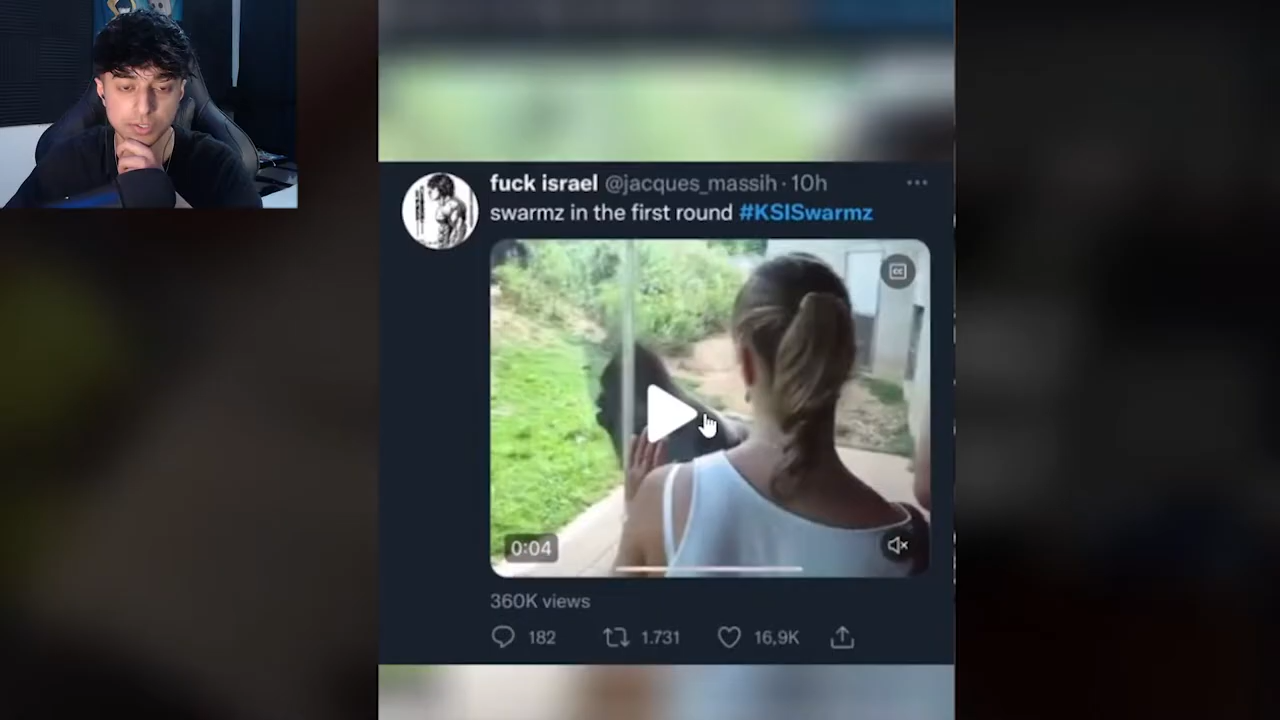 fuck israel @jacques_massih · 10h
swarmz in the first round #KSISwarmz
CC
0:04
360K views
182 1.731 16,9K